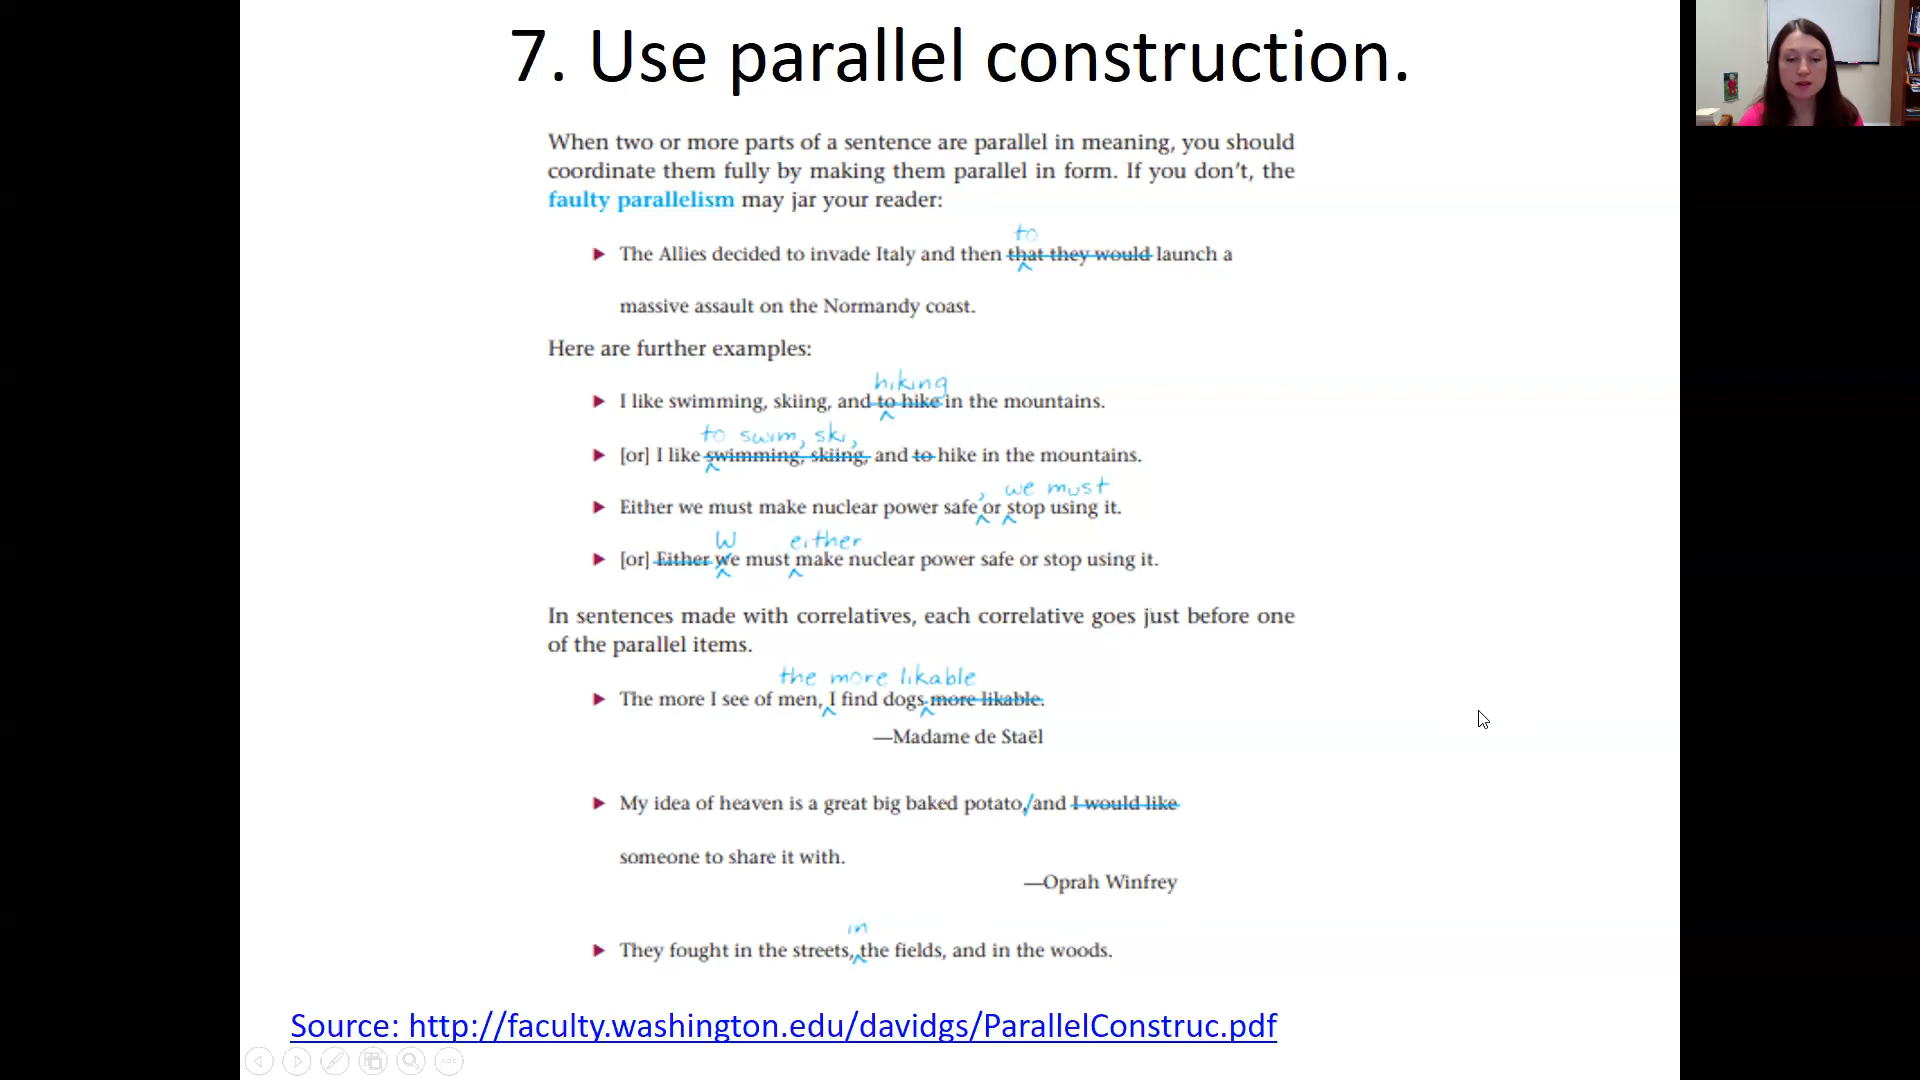 7. Use parallel construction.
When two or more parts of a sentence are parallel in meaning, you should
coordinate them fully by making them parallel in form. If you don't, the
faulty parallelism may jar your reader:
to
▶ The Allies decided to invade Italy and then that they would launch a
massive assault on the Normandy coast.
Here are further examples:
hiking
▶ I like swimming, skiing, and to hike in the mountains.
to swim, ski,
▶ [or] I like swimming, skiing, and to hike in the mountains.
, we must
▶ Either we must make nuclear power safe or stop using it.
W either
▶ [or] Either we must make nuclear power safe or stop using it.
In sentences made with correlatives, each correlative goes just before one
of the parallel items.
the more likable
▶ The more I see of men, I find dogs more likable.
—Madame de Staël
▶ My idea of heaven is a great big baked potato, and I would like
someone to share it with.
—Oprah Winfrey
in
▶ They fought in the streets, the fields, and in the woods.
Source: http://faculty.washington.edu/davidgs/ParallelConstruc.pdf